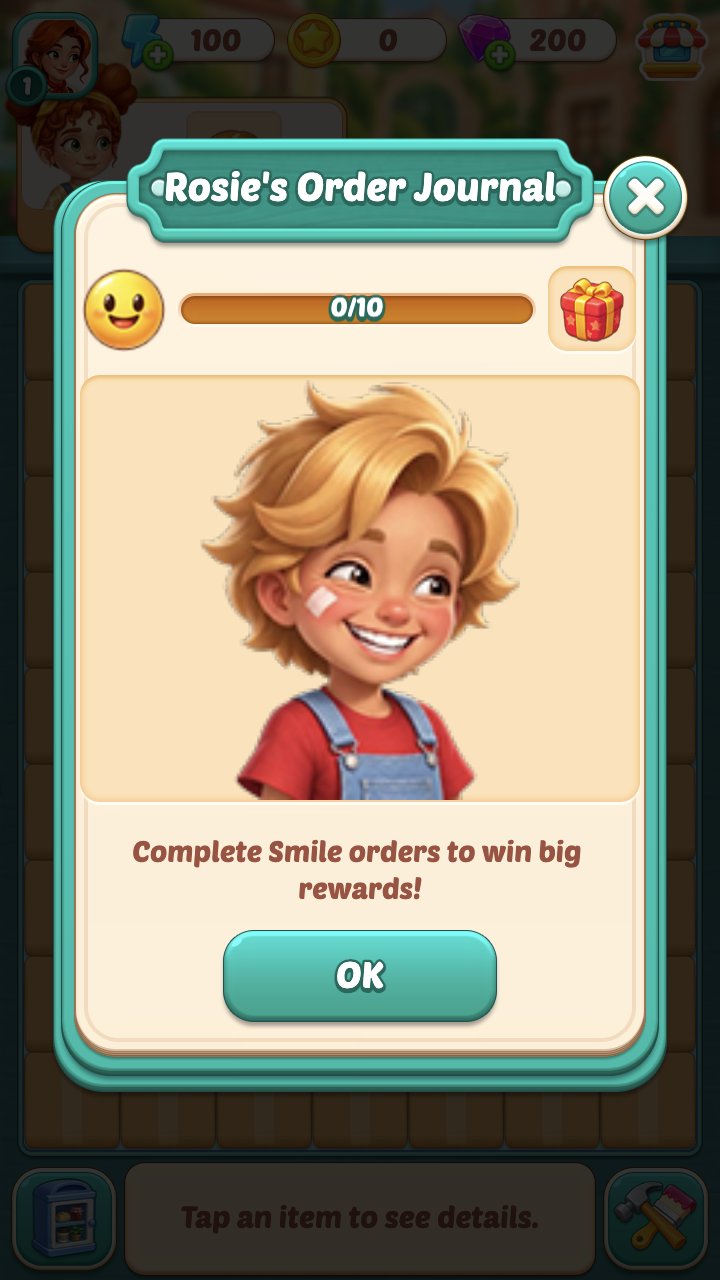 100
0
200
1
Rosie's Order Journal
0/10
Complete Smile orders to win big
rewards!
OK
Tap an item to see details.